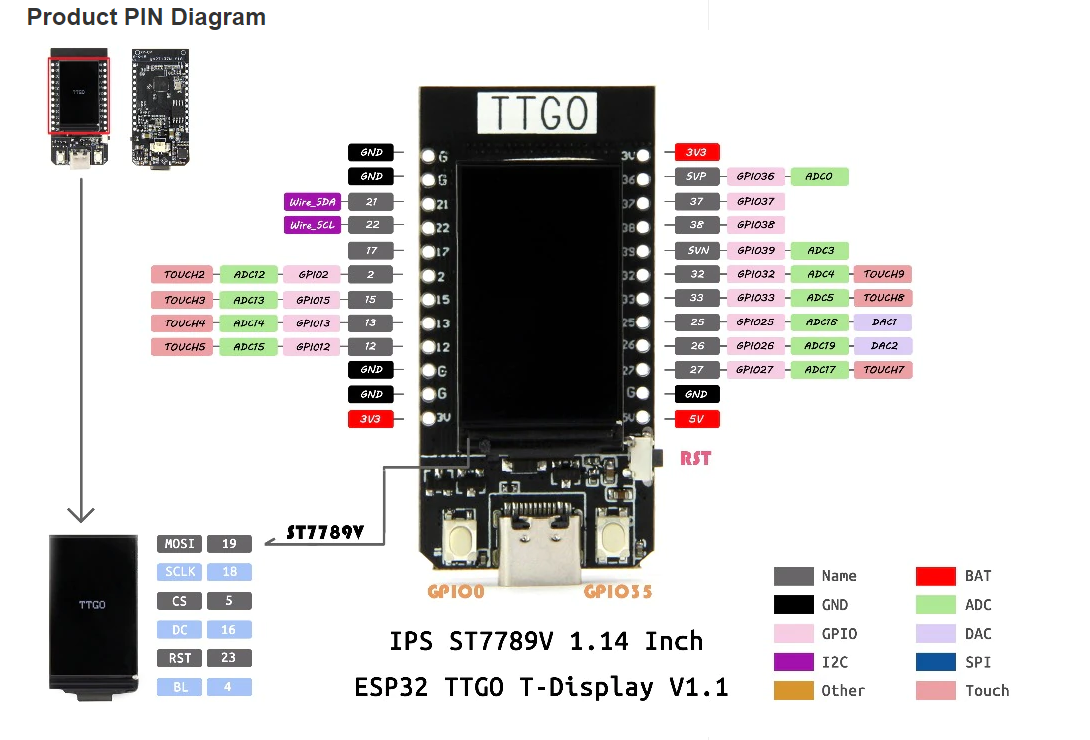 Product PIN Diagram
TTGO
TTGO
GND G 3V 3V3
GND G 36 SVP GPIO36 ADC0
Wire_SDA 21 21 37 GPIO37
Wire_SCL 22 22 38 GPIO38
17 17 39 SVN GPIO39 ADC3
TOUCH2 ADC12 GPIO2 2 2 32 32 GPIO32 ADC4 TOUCH9
TOUCH3 ADC13 GPIO15 15 15 33 33 GPIO33 ADC5 TOUCH8
TOUCH4 ADC14 GPIO13 13 13 25 25 GPIO25 ADC18 DAC1
TOUCH5 ADC15 GPIO12 12 12 26 26 GPIO26 ADC19 DAC2
GND G 27 27 GPIO27 ADC17 TOUCH7
GND G G GND
3V3 3V 5V 5V
RST
ST7789V
MOSI 19
SCLK 18
CS 5
DC 16
RST 23
BL 4
TTGO
GPIO0 GPIO35
IPS ST7789V 1.14 Inch
ESP32 TTGO T-Display V1.1
Name BAT
GND ADC
GPIO DAC
I2C SPI
Other Touch